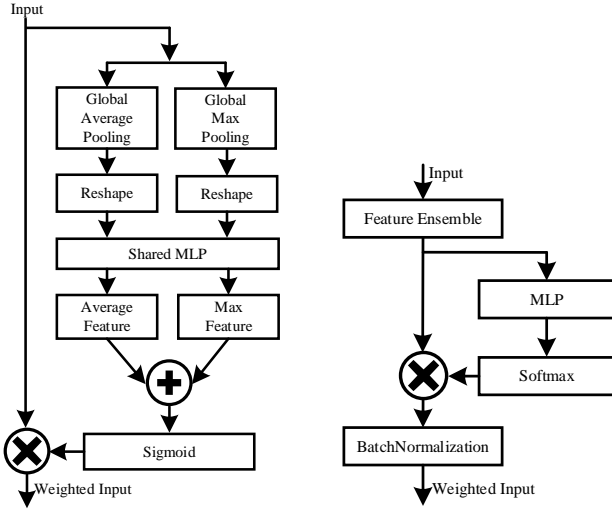 Input
Global
Average
Pooling
Global
Max
Pooling
Reshape
Reshape
Shared MLP
Average
Feature
Max
Feature
Sigmoid
Weighted Input
Input
Feature Ensemble
MLP
Softmax
BatchNormalization
Weighted Input